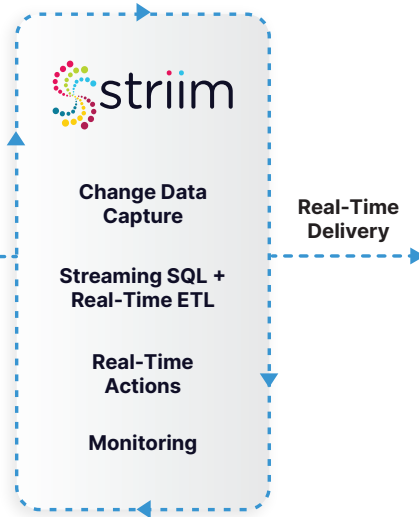 striim
Change Data
Capture
Streaming SQL +
Real-Time ETL
Real-Time
Actions
Monitoring
Real-Time
Delivery